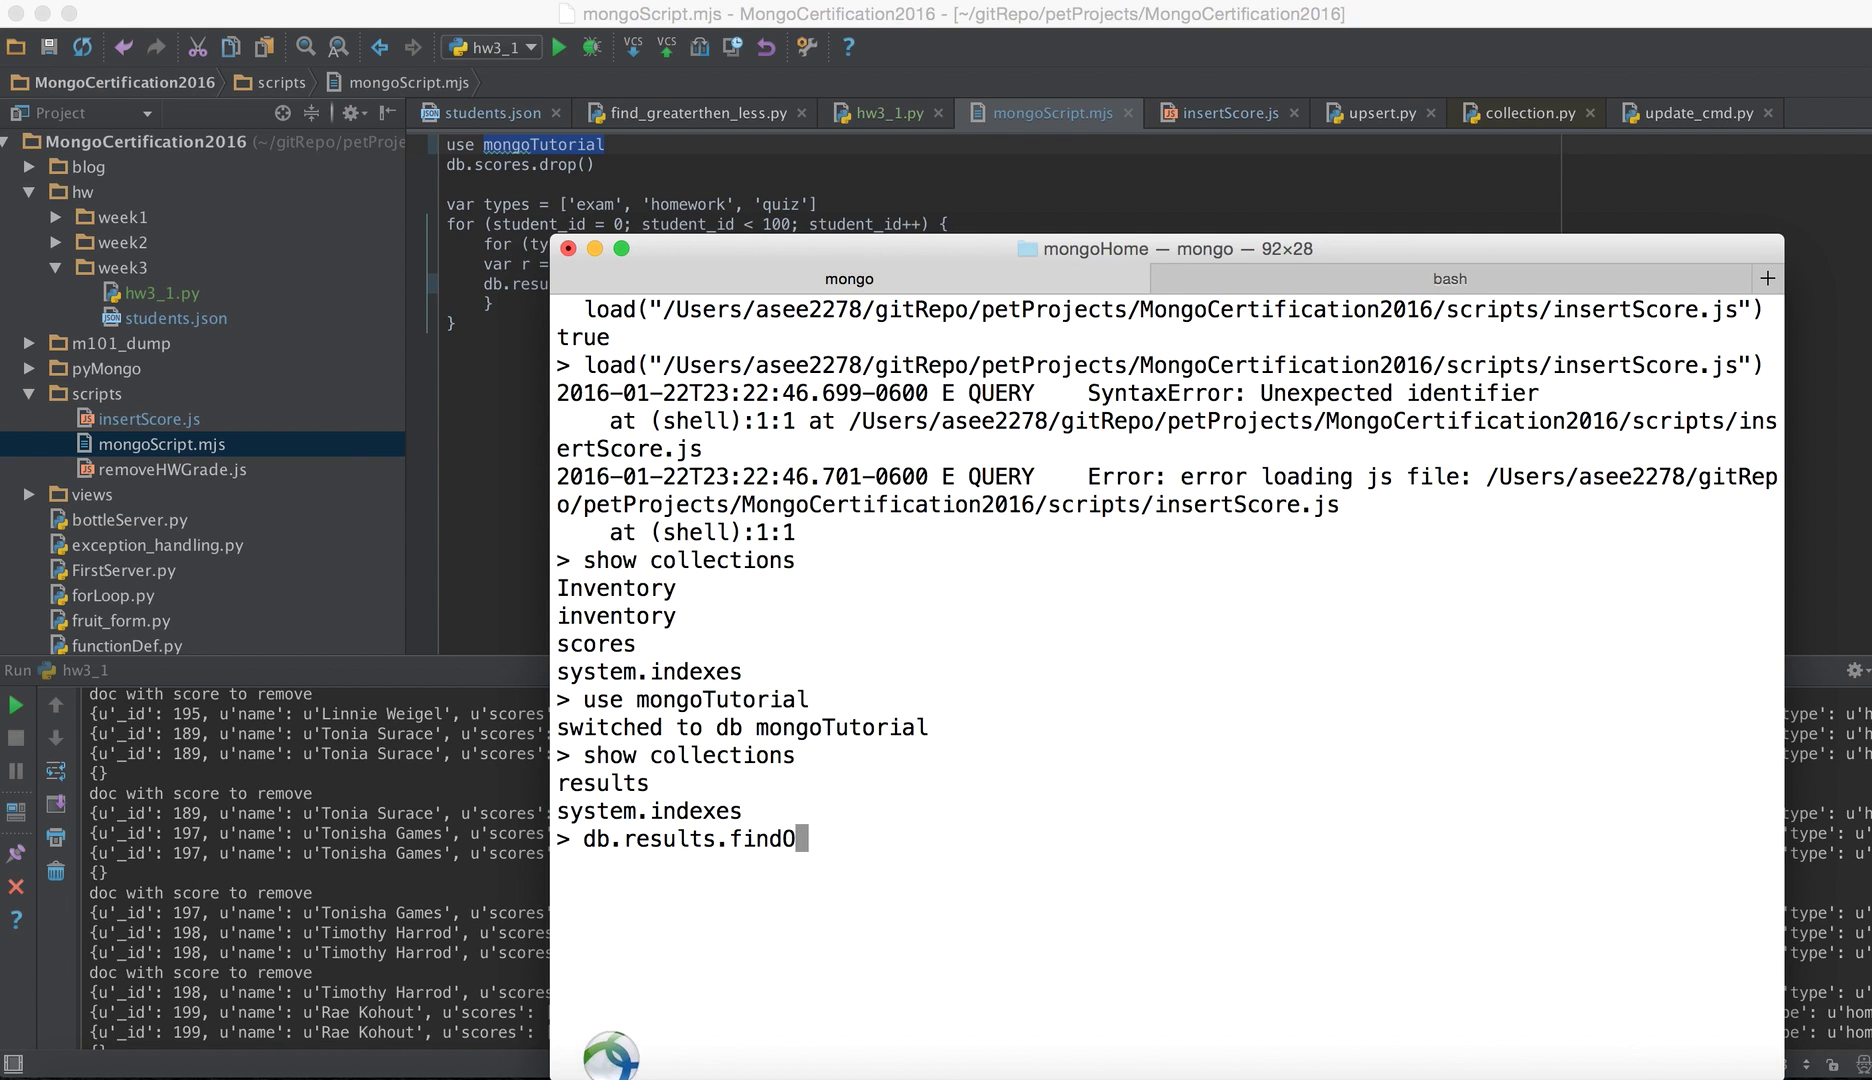 mongoScript.mjs - MongoCertification2016 - [~/gitRepo/petProjects/MongoCertification2016]
hw3_1
VCS
VCS
?
MongoCertification2016
scripts
mongoScript.mjs
Project
students.json
find_greaterthen_less.py
hw3_1.py
mongoScript.mjs
insertScore.js
upsert.py
collection.py
update_cmd.py
MongoCertification2016 (~/gitRepo/petProje
blog
hw
week1
week2
week3
hw3_1.py
students.json
m101_dump
pyMongo
scripts
insertScore.js
mongoScript.mjs
removeHWGrade.js
views
bottleServer.py
exception_handling.py
FirstServer.py
forLoop.py
fruit_form.py
functionDef.py
use mongoTutorial
db.scores.drop()
var types = ['exam', 'homework', 'quiz']
for (student_id = 0; student_id < 100; student_id++) {
for (ty
var r =
db.resu
}
}
mongoHome — mongo — 92×28
mongo
bash
+
load("/Users/asee2278/gitRepo/petProjects/MongoCertification2016/scripts/insertScore.js")
true
> load("/Users/asee2278/gitRepo/petProjects/MongoCertification2016/scripts/insertScore.js")
2016-01-22T23:22:46.699-0600 E QUERY    SyntaxError: Unexpected identifier
at (shell):1:1 at /Users/asee2278/gitRepo/petProjects/MongoCertification2016/scripts/ins
ertScore.js
2016-01-22T23:22:46.701-0600 E QUERY    Error: error loading js file: /Users/asee2278/gitRep
o/petProjects/MongoCertification2016/scripts/insertScore.js
at (shell):1:1
> show collections
Inventory
inventory
scores
system.indexes
> use mongoTutorial
switched to db mongoTutorial
> show collections
results
system.indexes
> db.results.findO
Run hw3_1
doc with score to remove
{u'_id': 195, u'name': u'Linnie Weigel', u'scores'
{u'_id': 189, u'name': u'Tonia Surace', u'scores':
{u'_id': 189, u'name': u'Tonia Surace', u'scores':
{}
doc with score to remove
{u'_id': 189, u'name': u'Tonia Surace', u'scores':
{u'_id': 197, u'name': u'Tonisha Games', u'scores'
{u'_id': 197, u'name': u'Tonisha Games', u'scores'
{}
doc with score to remove
{u'_id': 197, u'name': u'Tonisha Games', u'scores'
{u'_id': 198, u'name': u'Timothy Harrod', u'scores
{u'_id': 198, u'name': u'Timothy Harrod', u'scores
doc with score to remove
{u'_id': 198, u'name': u'Timothy Harrod', u'scores
{u'_id': 199, u'name': u'Rae Kohout', u'scores':
{u'_id': 199, u'name': u'Rae Kohout', u'scores':
type': u'h
'type': u'
'type': u'
type': u'h
'type': u'
'type': u'
'type': u'
'type': u'
'type': u'
'type': u'
pe': u'hom
pe': u'hom
?